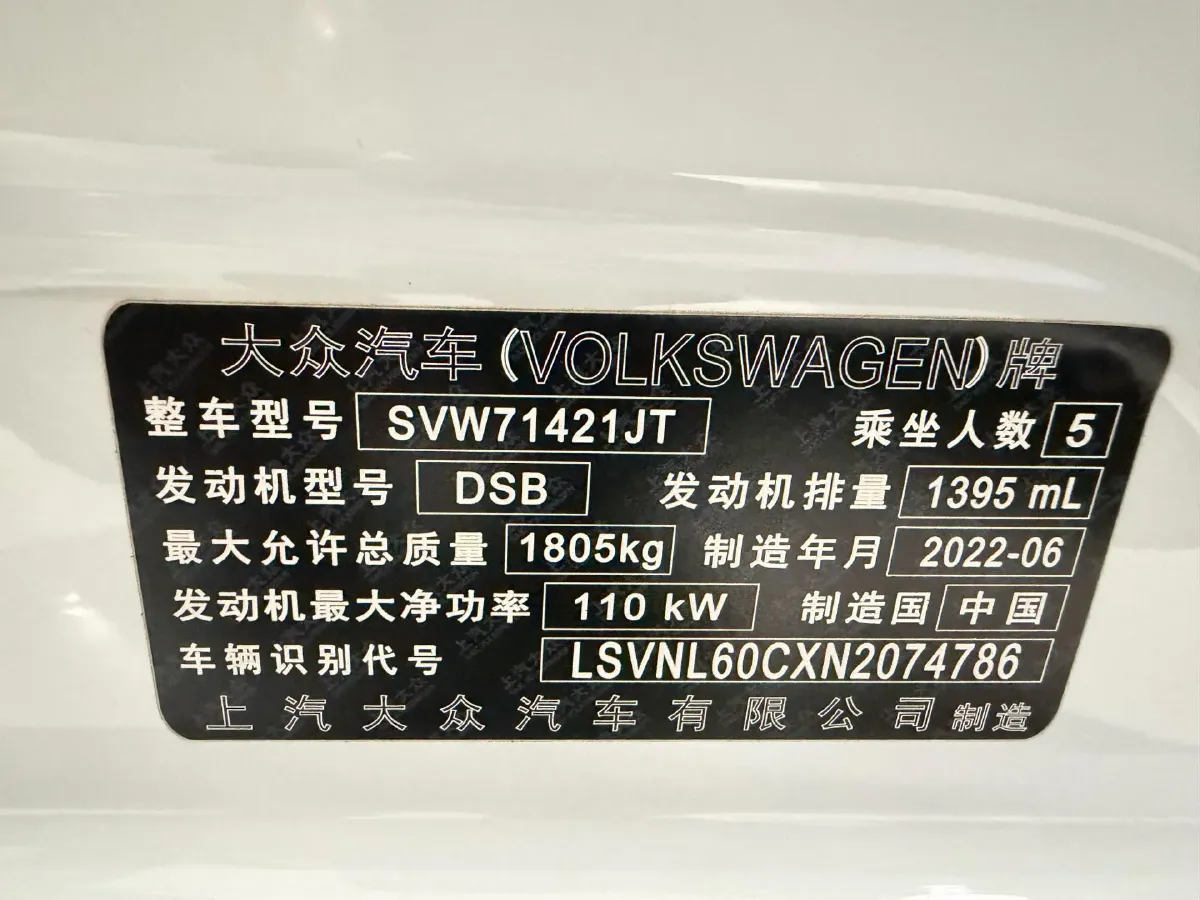 大众汽车(VOLKSWAGEN)牌
整车型号 SVW71421JT 乘坐人数 5
发动机型号 DSB 发动机排量 1395 mL
最大允许总质量 1805kg 制造年月 2022-06
发动机最大净功率 110 kW 制造国 中国
车辆识别代号 LSVNL60CXN2074786
上汽大众汽车有限公司 制造